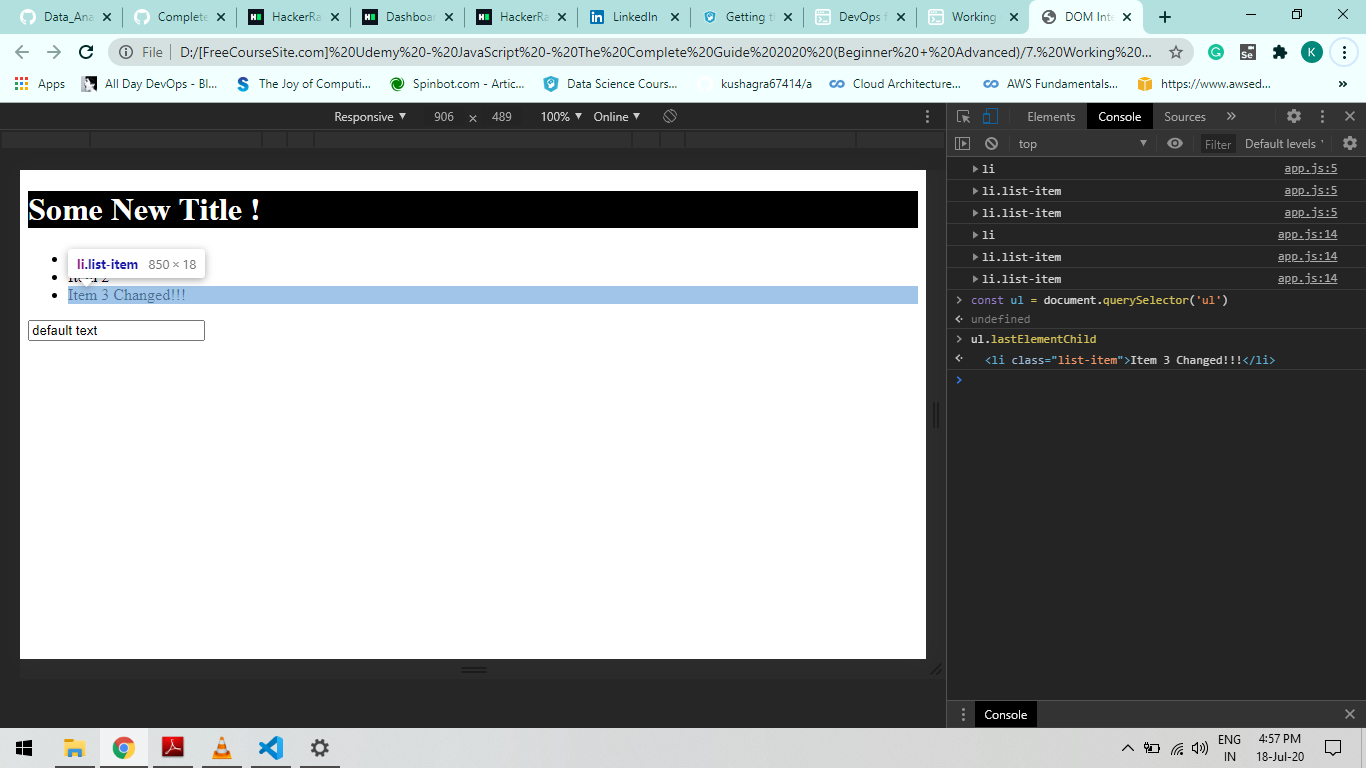 Data_Ana
Complete
HackerRa
Dashboar
HackerRa
LinkedIn
Getting t
DevOps f
Working
DOM Inte
File
D:/[FreeCourseSite.com]%20Udemy%20-%20JavaScript%20-%20The%20Complete%20Guide%202020%20(Beginner%20+%20Advanced)/7.%20Working%20...
K
Apps
All Day DevOps - Bl...
The Joy of Computi...
Spinbot.com - Artic...
Data Science Cours...
kushagra67414/a
Cloud Architecture...
AWS Fundamentals...
https://www.awsed...
Responsive
906 × 489
100%
Online
Elements
Console
Sources
top
Filter
Default levels
Some New Title !
li.list-item 850 × 18
Item 3 Changed!!!
default text
li app.js:5
li.list-item app.js:5
li.list-item app.js:5
li app.js:14
li.list-item app.js:14
li.list-item app.js:14
const ul = document.querySelector('ul')
undefined
ul.lastElementChild
<li class="list-item">Item 3 Changed!!!</li>
Console
ENG
IN
4:57 PM
18-Jul-20